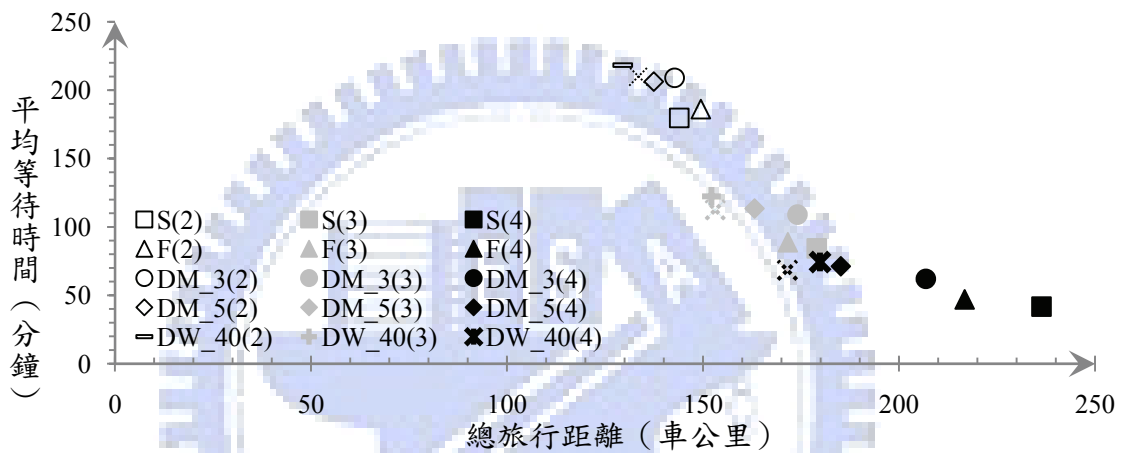 250
200
150
100
50
0
平均等待時間（分鐘）
S(2) S(3) S(4)
F(2) F(3) F(4)
DM_3(2) DM_3(3) DM_3(4)
DM_5(2) DM_5(3) DM_5(4)
DW_40(2) DW_40(3) DW_40(4)
0 50 100 150 200 250
總旅行距離（車公里）